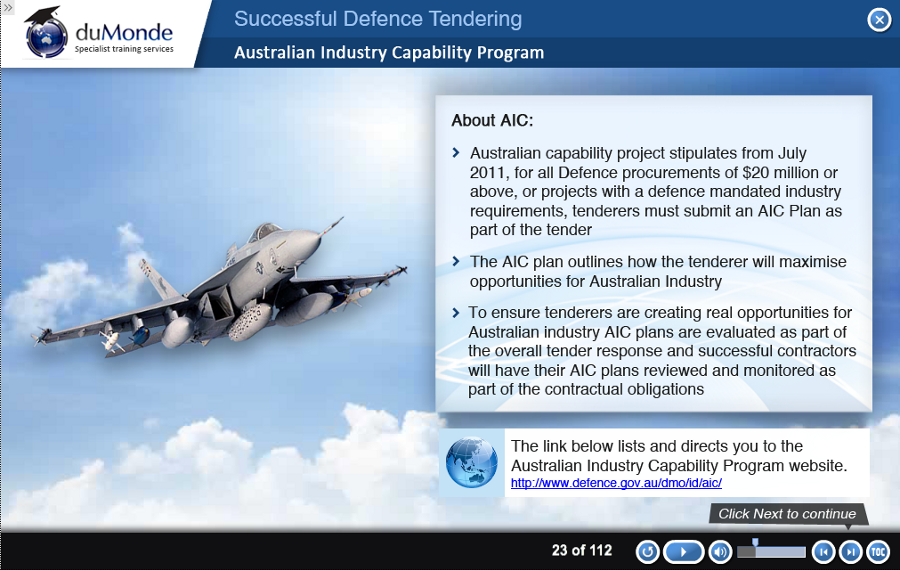 duMonde
Specialist training services
Successful Defence Tendering
Australian Industry Capability Program
About AIC:
Australian capability project stipulates from July
2011, for all Defence procurements of $20 million or
above, or projects with a defence mandated industry
requirements, tenderers must submit an AIC Plan as
part of the tender
The AIC plan outlines how the tenderer will maximise
opportunities for Australian Industry
To ensure tenderers are creating real opportunities for
Australian industry AIC plans are evaluated as part of
the overall tender response and successful contractors
will have their AIC plans reviewed and monitored as
part of the contractual obligations
The link below lists and directs you to the
Australian Industry Capability Program website.
http://www.defence.gov.au/dmo/id/aic/
Click Next to continue
23 of 112
TOC